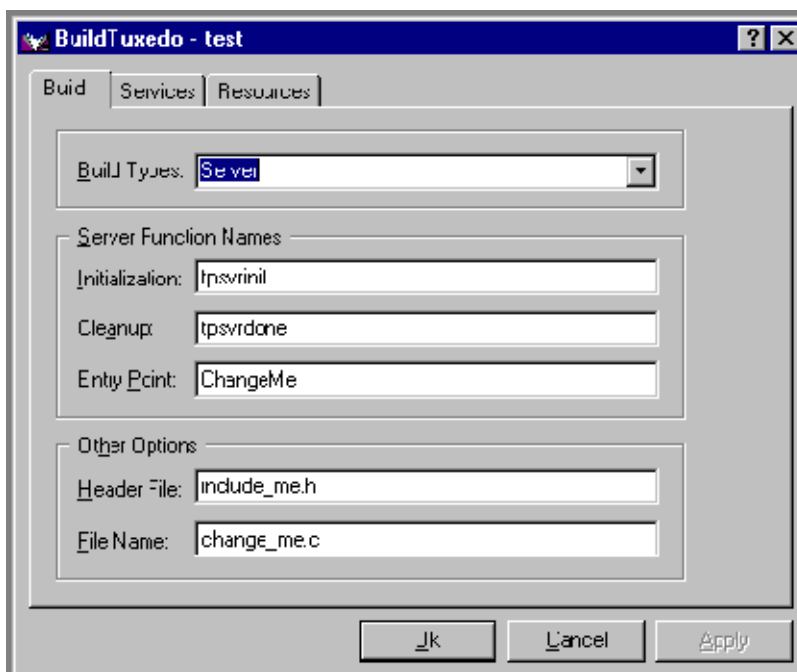 BuildTuxedo - test
Build Services Resources
Build Types: Server
Server Function Names
Initialization: tpsvrinit
Cleanup: tpsvrdone
Entry Point: ChangeMe
Other Options
Header File: include_me.h
File Name: change_me.c
Ok Cancel Apply